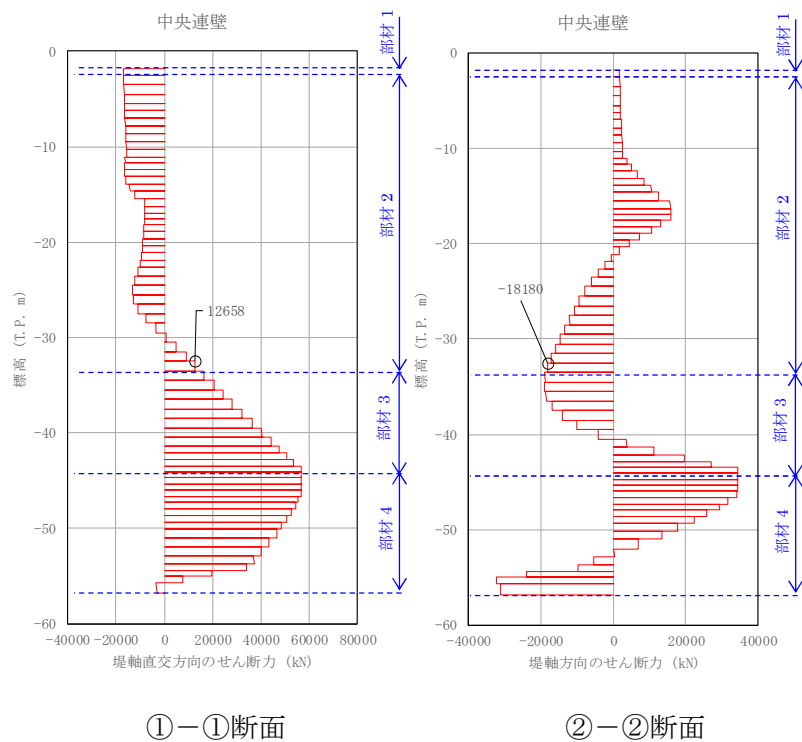 中央連壁
0
-10
-20
-30
-40
-50
-60
標高 (T.P. m)
-40000 -20000 0 20000 40000 60000 80000
堤軸直交方向のせん断力 (kN)
12658
部材1
部材2
部材3
部材4
①−①断面
中央連壁
0
-10
-20
-30
-40
-50
-60
標高 (T.P. m)
-40000 -20000 0 20000 40000
堤軸方向のせん断力 (kN)
-18180
部材1
部材2
部材3
部材4
②−②断面